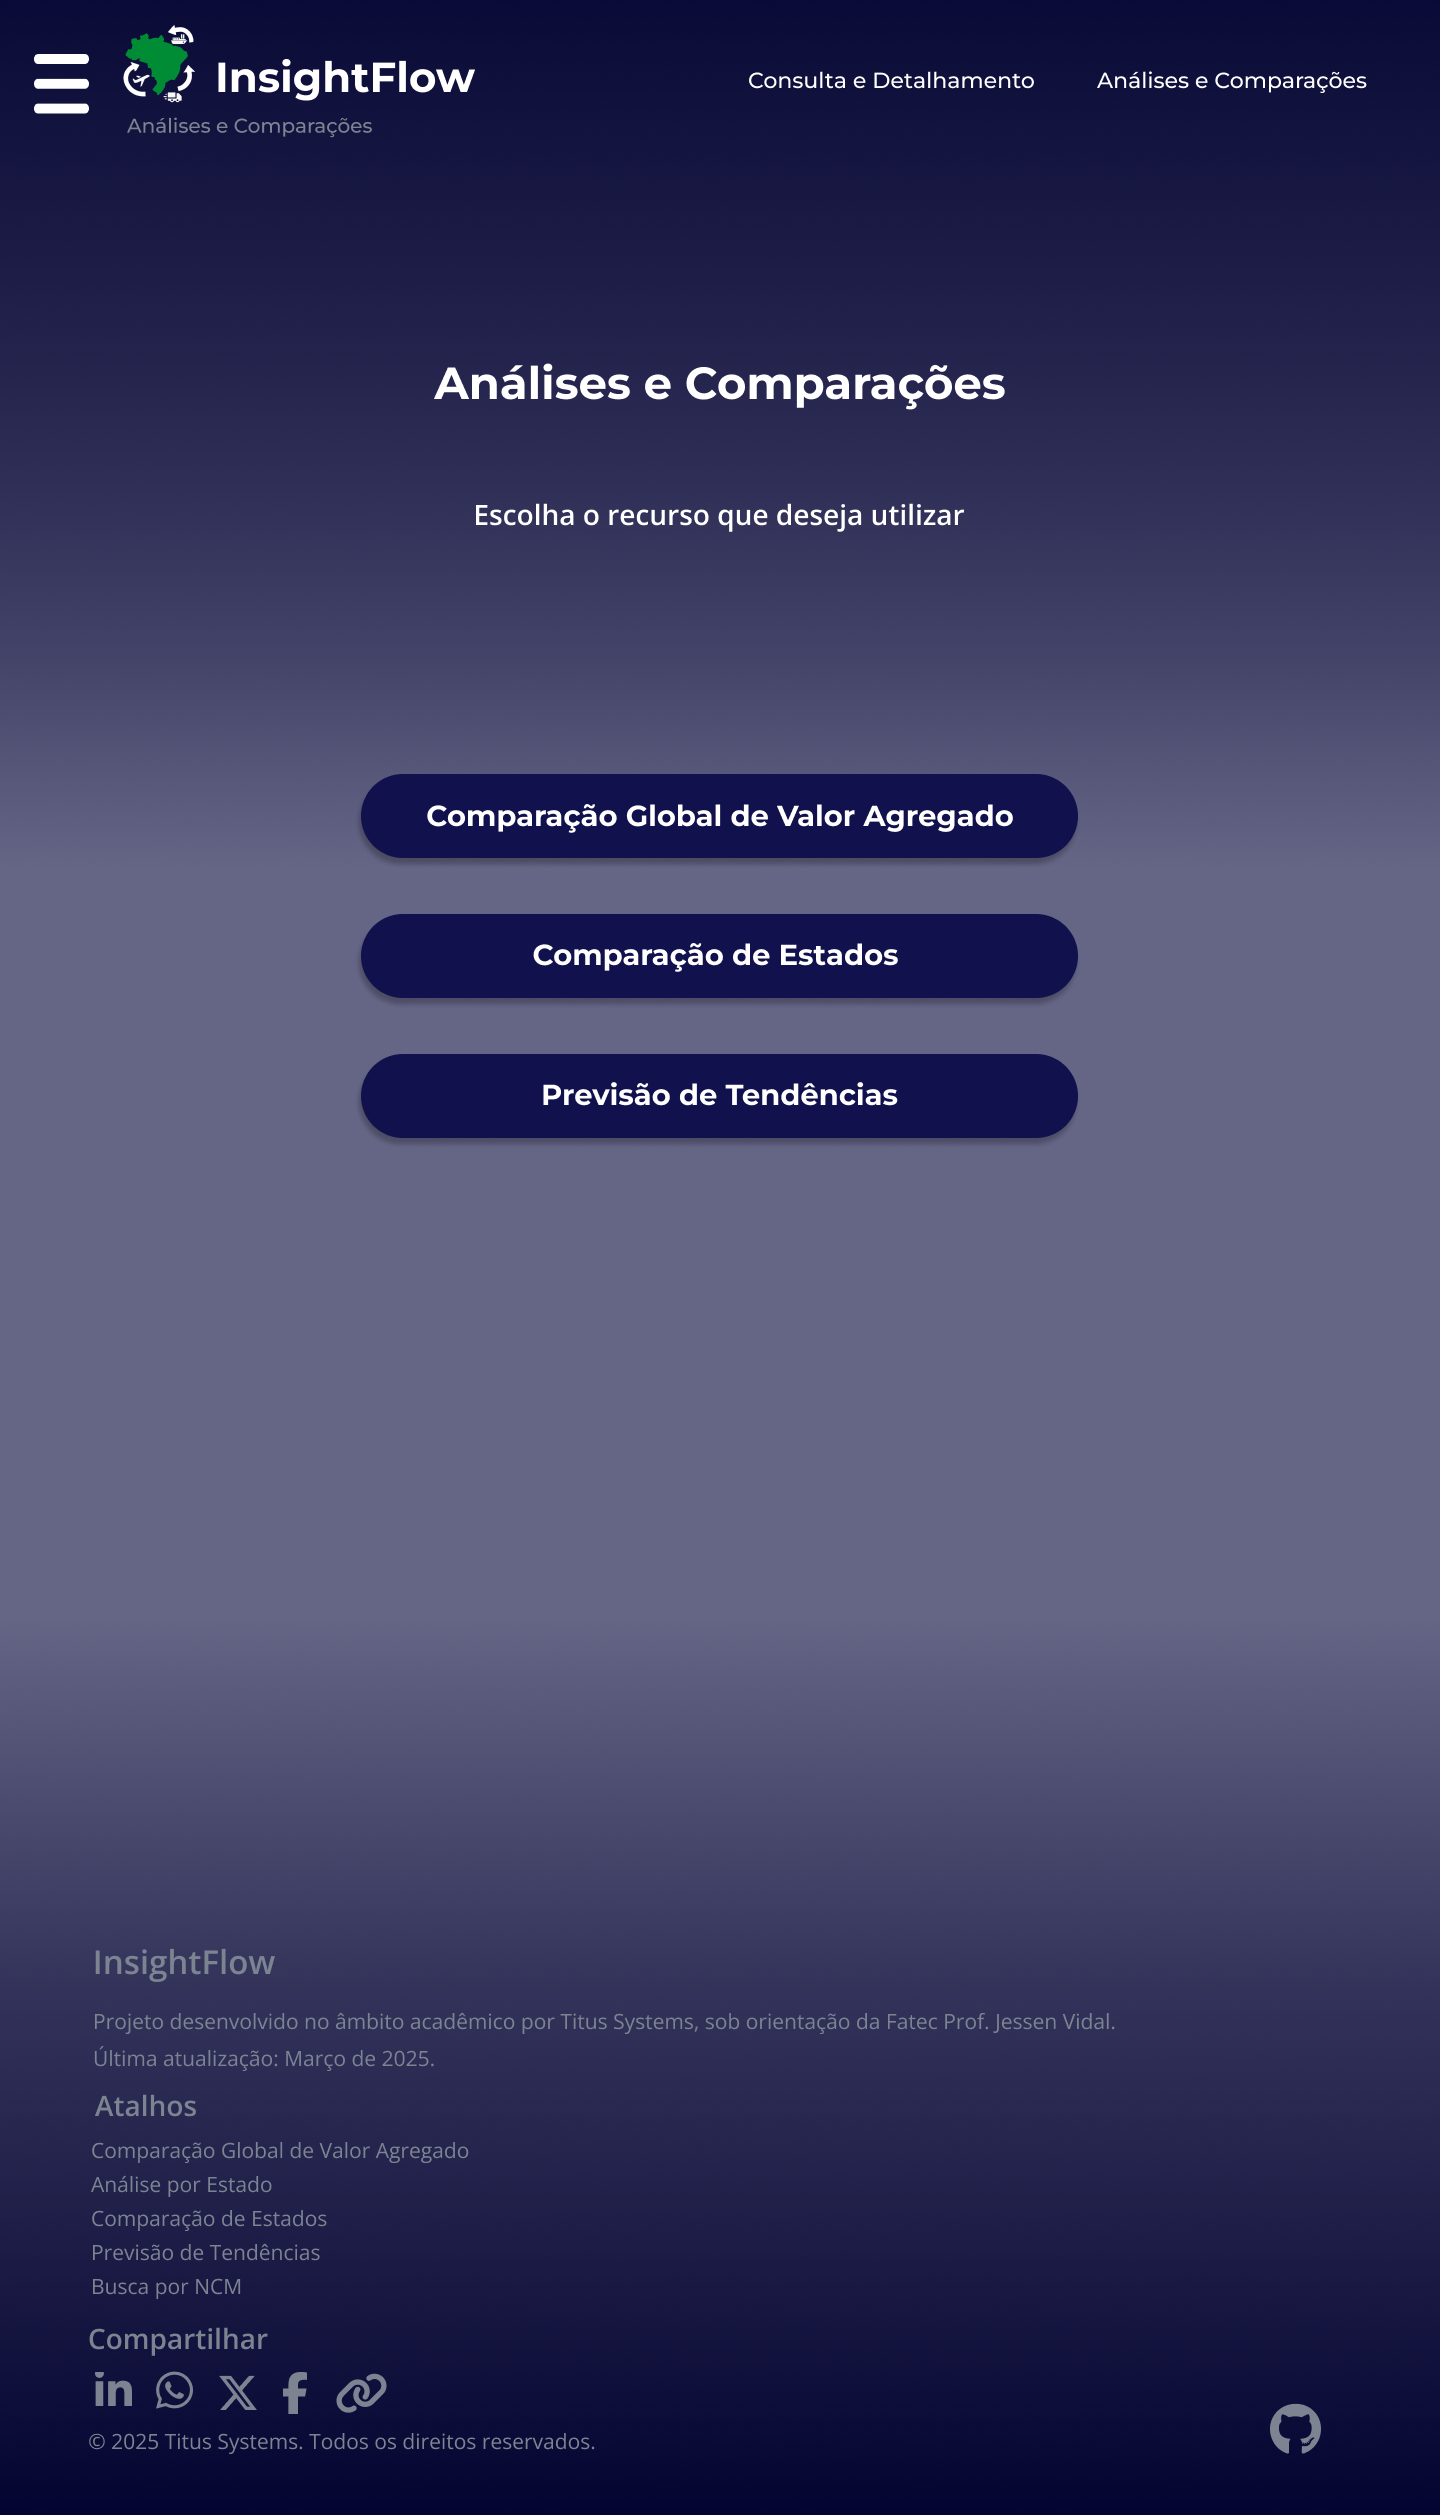 InsightFlow
Análises e Comparações
Consulta e Detalhamento
Análises e Comparações
Análises e Comparações
Escolha o recurso que deseja utilizar
Comparação Global de Valor Agregado
Comparação de Estados
Previsão de Tendências
InsightFlow
Projeto desenvolvido no âmbito acadêmico por Titus Systems, sob orientação da Fatec Prof. Jessen Vidal.
Última atualização: Março de 2025.
Atalhos
Comparação Global de Valor Agregado
Análise por Estado
Comparação de Estados
Previsão de Tendências
Busca por NCM
Compartilhar
© 2025 Titus Systems. Todos os direitos reservados.